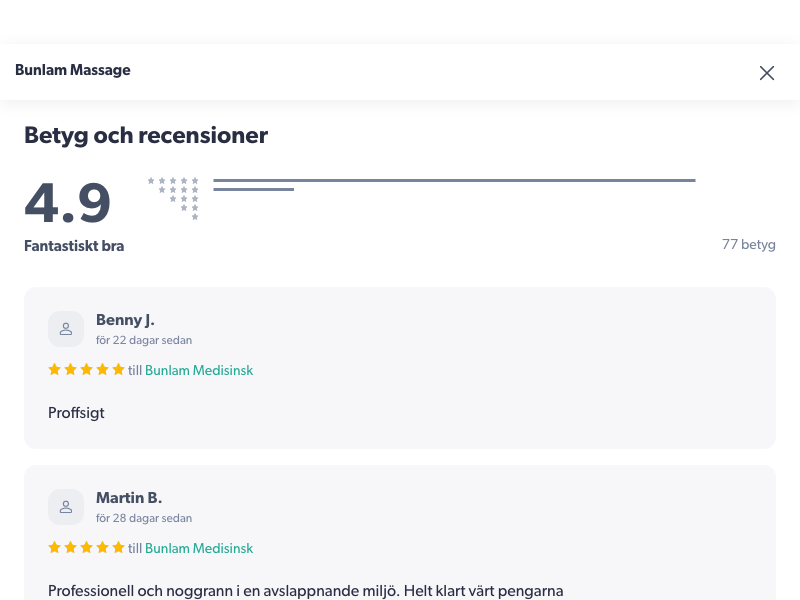 Bunlam Massage
Betyg och recensioner
4.9
Fantastiskt bra
77 betyg
Benny J.
för 22 dagar sedan
till Bunlam Medisinsk
Proffsigt
Martin B.
för 28 dagar sedan
till Bunlam Medisinsk
Professionell och noggrann i en avslappnande miljö. Helt klart värt pengarna